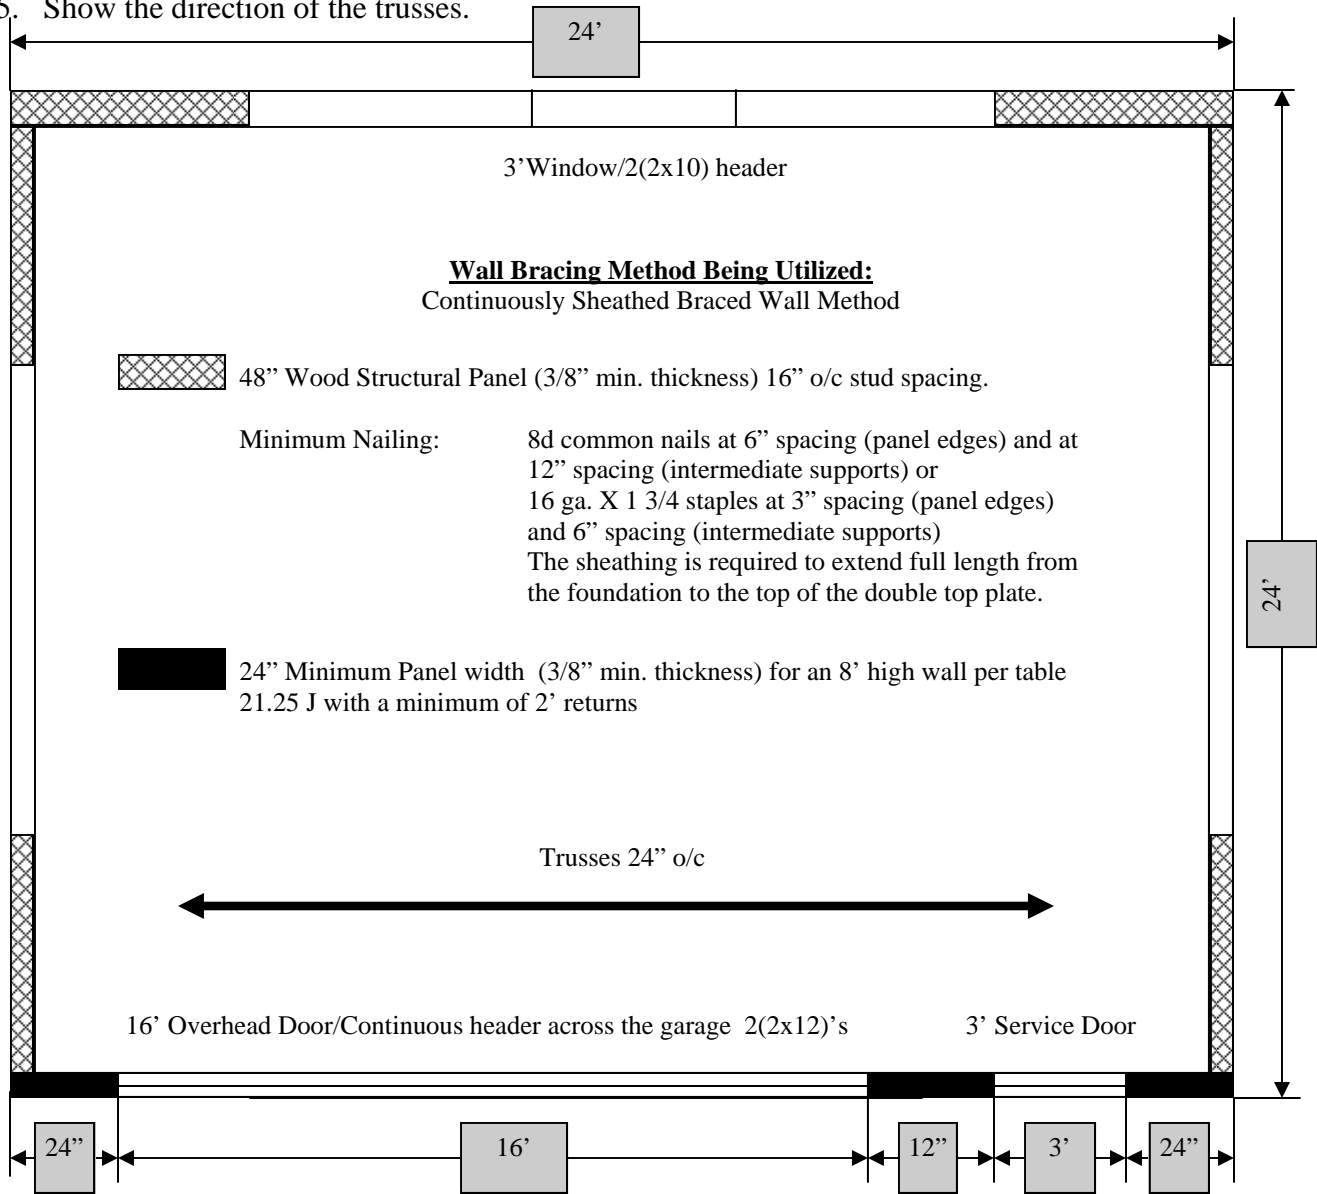 5. Show the direction of the trusses.
24’
3’Window/2(2x10) header
Wall Bracing Method Being Utilized:
Continuously Sheathed Braced Wall Method
48” Wood Structural Panel (3/8” min. thickness) 16” o/c stud spacing.
Minimum Nailing: 8d common nails at 6” spacing (panel edges) and at
12” spacing (intermediate supports) or
16 ga. X 1 3/4 staples at 3” spacing (panel edges)
and 6” spacing (intermediate supports)
The sheathing is required to extend full length from
the foundation to the top of the double top plate.
24’
24” Minimum Panel width (3/8” min. thickness) for an 8’ high wall per table
21.25 J with a minimum of 2’ returns
Trusses 24” o/c
16’ Overhead Door/Continuous header across the garage 2(2x12)’s 3’ Service Door
24” 16’ 12” 3’ 24”